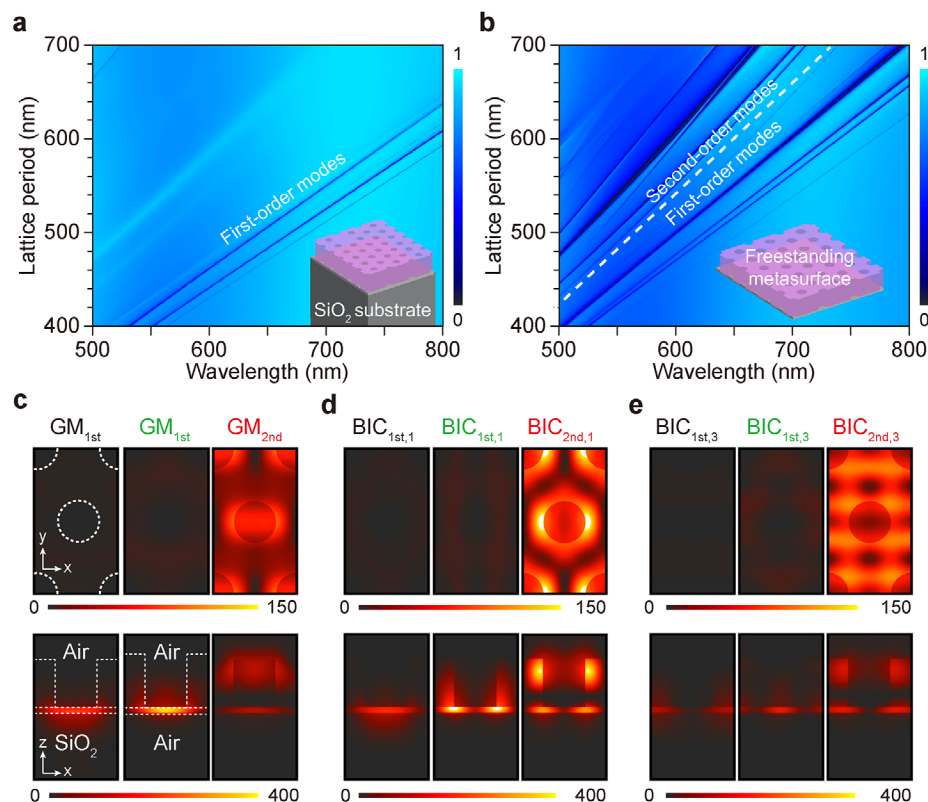 a
b
700
600
500
400
Lattice period (nm)
500
600
700
800
Wavelength (nm)
First-order modes
SiO₂ substrate
1
0
700
600
500
400
Lattice period (nm)
500
600
700
800
Wavelength (nm)
Second-order modes
First-order modes
Freestanding
metasurface
1
0
c
d
e
GM₁ₛₜ GM₁ₛₜ GM₂ₙd
BIC₁ₛₜ,₁ BIC₁ₛₜ,₁ BIC₂ₙd,₁
BIC₁ₛₜ,₃ BIC₁ₛₜ,₃ BIC₂ₙd,₃
y
x
0 150
0 150
0 150
Air Air
SiO₂ Air
z
x
0 400
0 400
0 400